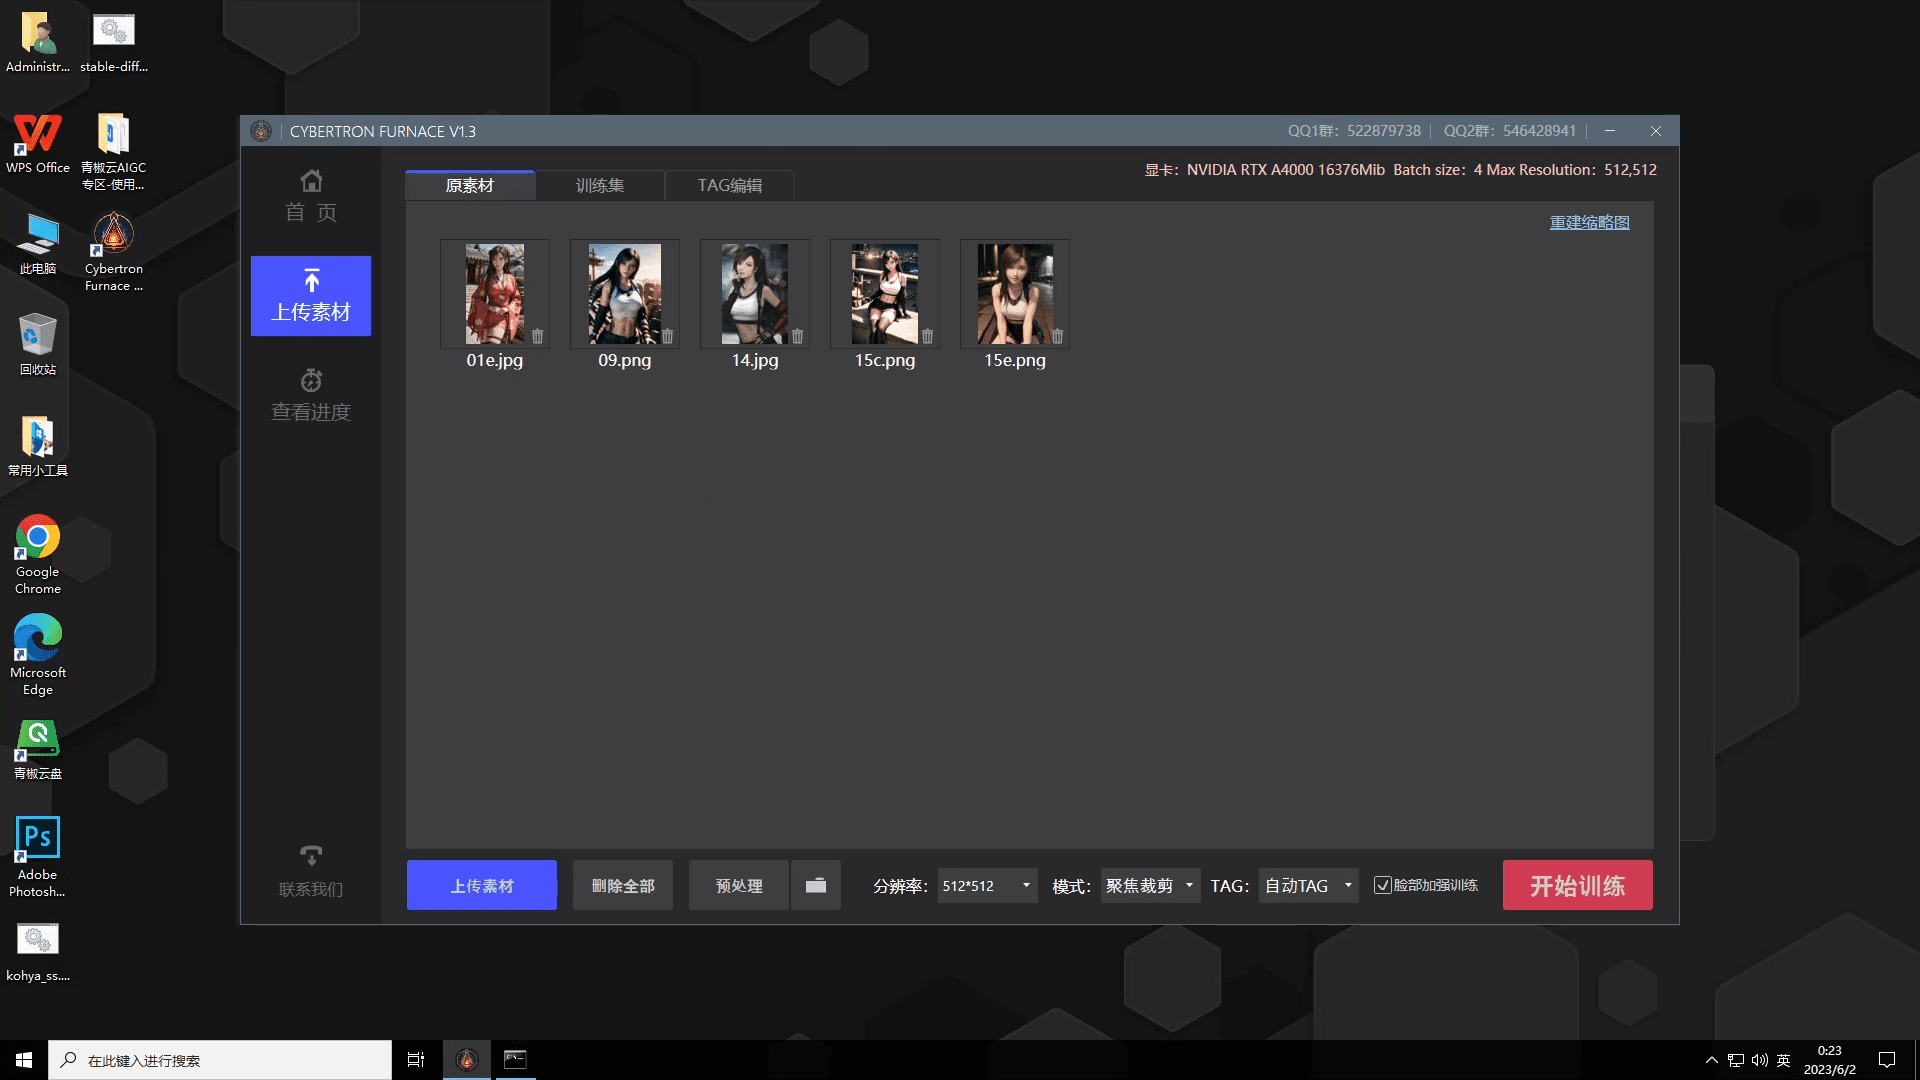 Administr...
stable-diff...
WPS Office
青椒云AIGC
专区-使用...
此电脑
Cybertron
Furnace ...
回收站
常用小工具
Google
Chrome
Microsoft
Edge
青椒云盘
Ps
Adobe
Photosh...
kohya_ss....
CYBERTRON FURNACE V1.3
QQ1群：522879738
QQ2群：546428941
显卡：NVIDIA RTX A4000 16376Mib Batch size：4 Max Resolution：512,512
首 页
上传素材
查看进度
联系我们
原素材
训练集
TAG编辑
重建缩略图
01e.jpg
09.png
14.jpg
15c.png
15e.png
上传素材
删除全部
预处理
分辨率：
512*512
模式：
聚焦裁剪
TAG：
自动TAG
脸部加强训练
开始训练
在此键入进行搜索
英
0:23
2023/6/2